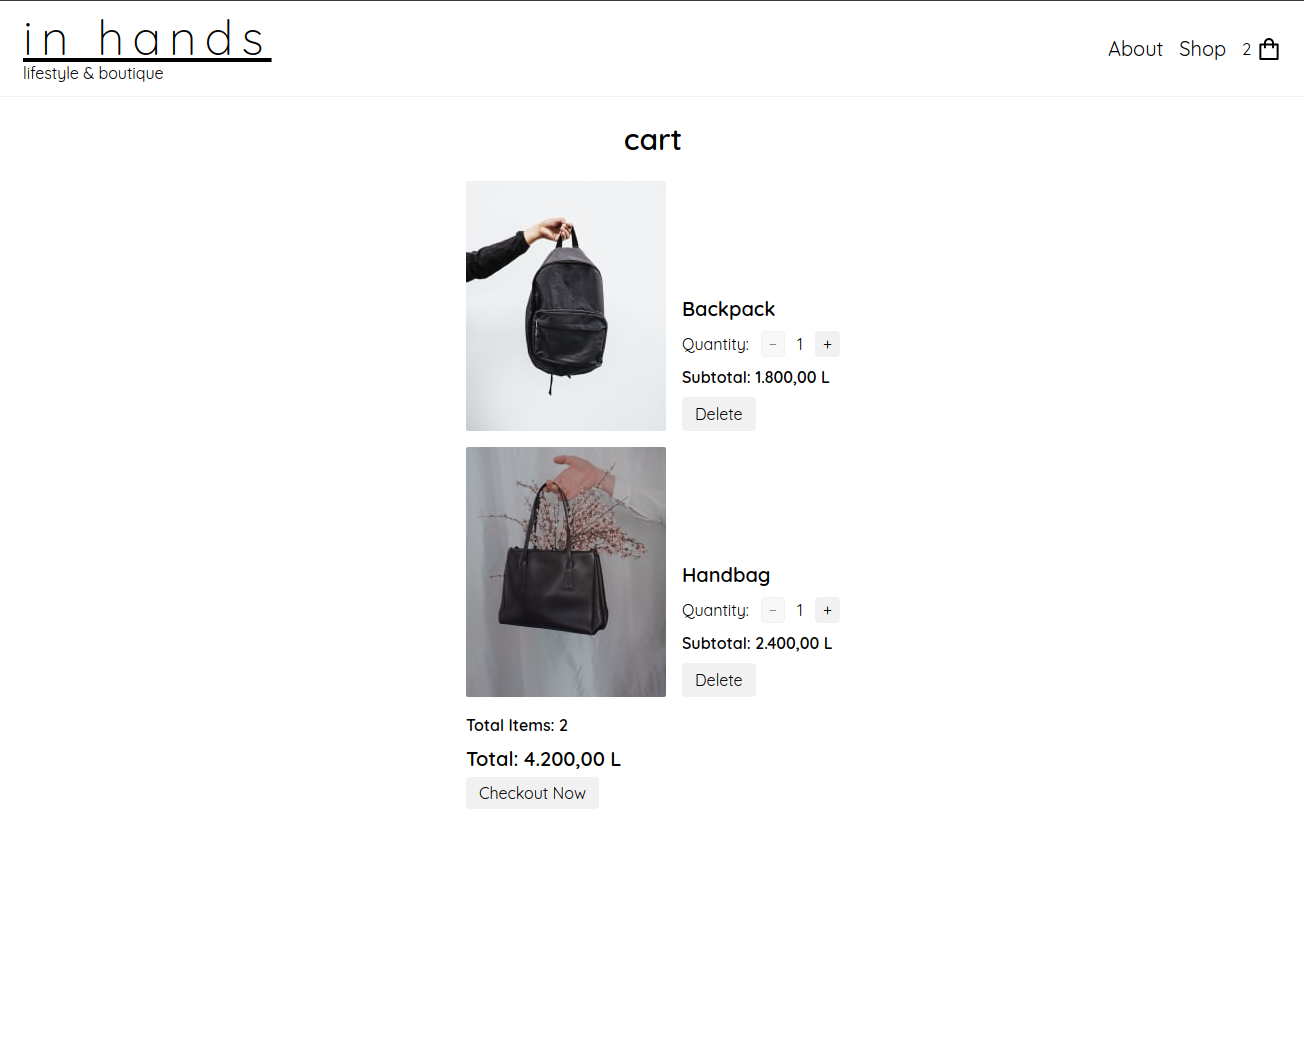 in hands
lifestyle & boutique
About Shop 2
cart
Backpack
Quantity: − 1 +
Subtotal: 1.800,00 L
Delete
Handbag
Quantity: − 1 +
Subtotal: 2.400,00 L
Delete
Total Items: 2
Total: 4.200,00 L
Checkout Now